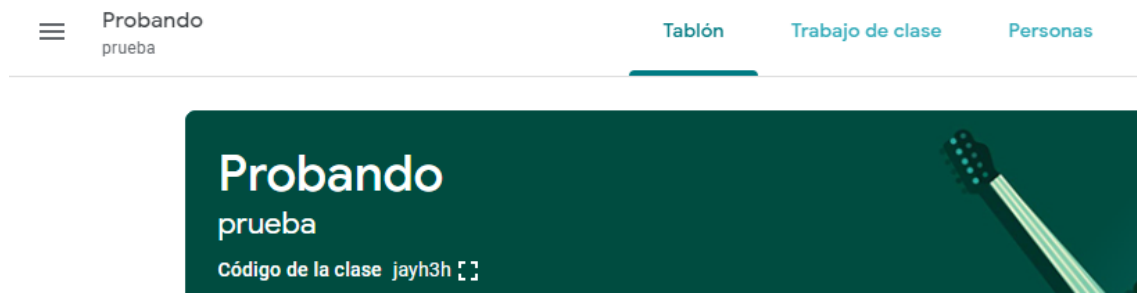 Probando
prueba
Tablón Trabajo de clase Personas
Probando
prueba
Código de la clase jayh3h